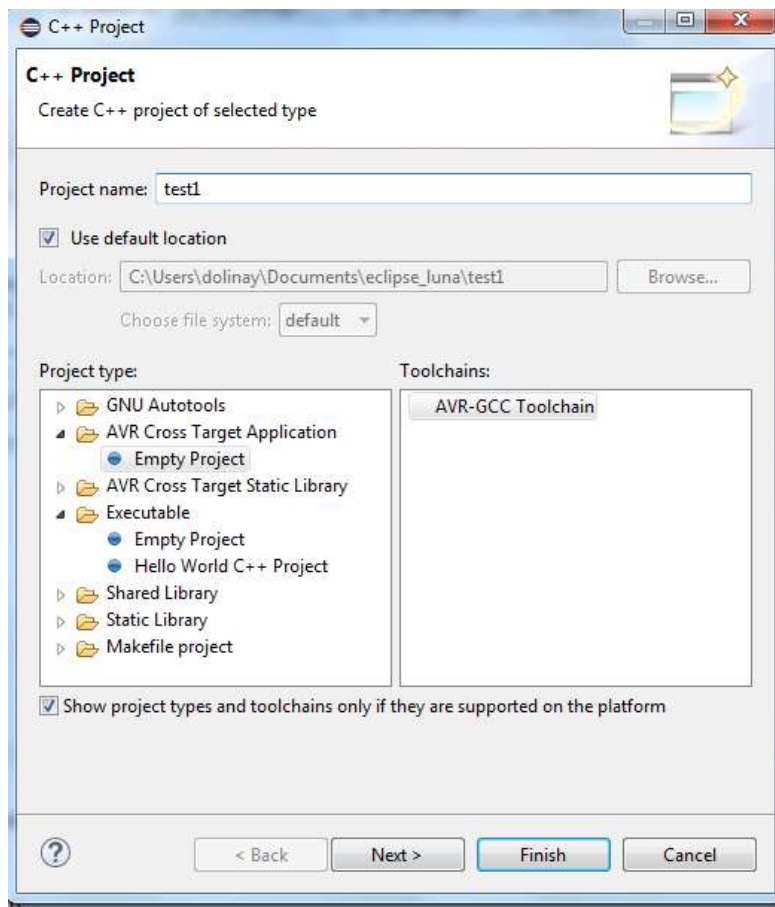 C++ Project
C++ Project
Create C++ project of selected type
Project name: test1
Use default location
Location: C:\Users\dolinay\Documents\eclipse_luna\test1 Browse...
Choose file system: default
Project type: Toolchains:
GNU Autotools AVR-GCC Toolchain
AVR Cross Target Application
Empty Project
AVR Cross Target Static Library
Executable
Empty Project
Hello World C++ Project
Shared Library
Static Library
Makefile project
Show project types and toolchains only if they are supported on the platform
? < Back Next > Finish Cancel